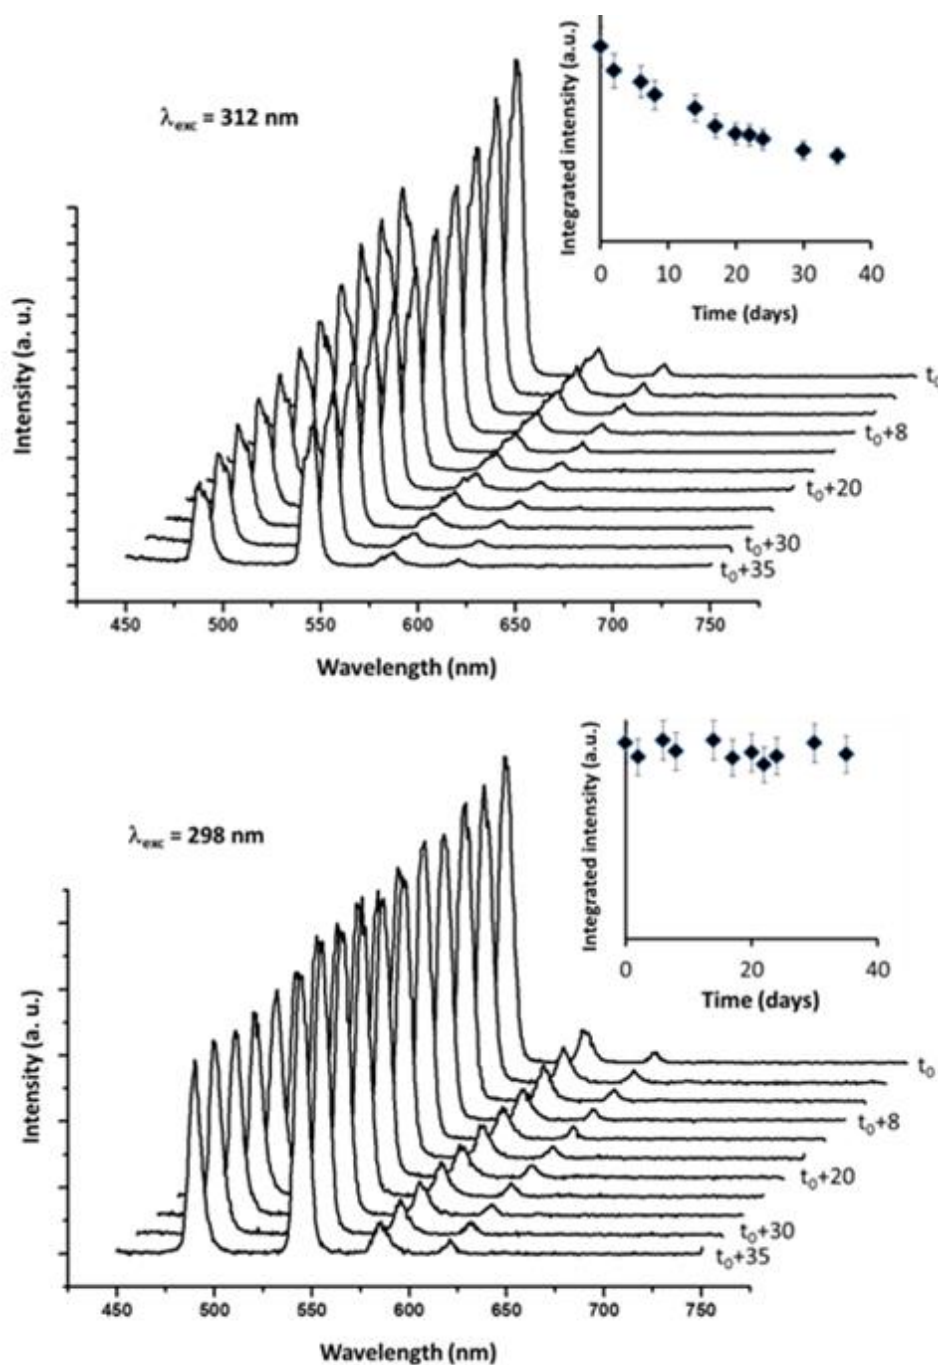 λexc = 312 nm
Integrated intensity (a.u.)
0 10 20 30 40
Time (days)
Intensity (a. u.)
t0
t0+8
t0+20
t0+30
t0+35
450 500 550 600 650 700 750
Wavelength (nm)
λexc = 298 nm
Integrated intensity (a.u.)
0 20 40
Time (days)
Intensity (a. u.)
t0
t0+8
t0+20
t0+30
t0+35
450 500 550 600 650 700 750
Wavelength (nm)